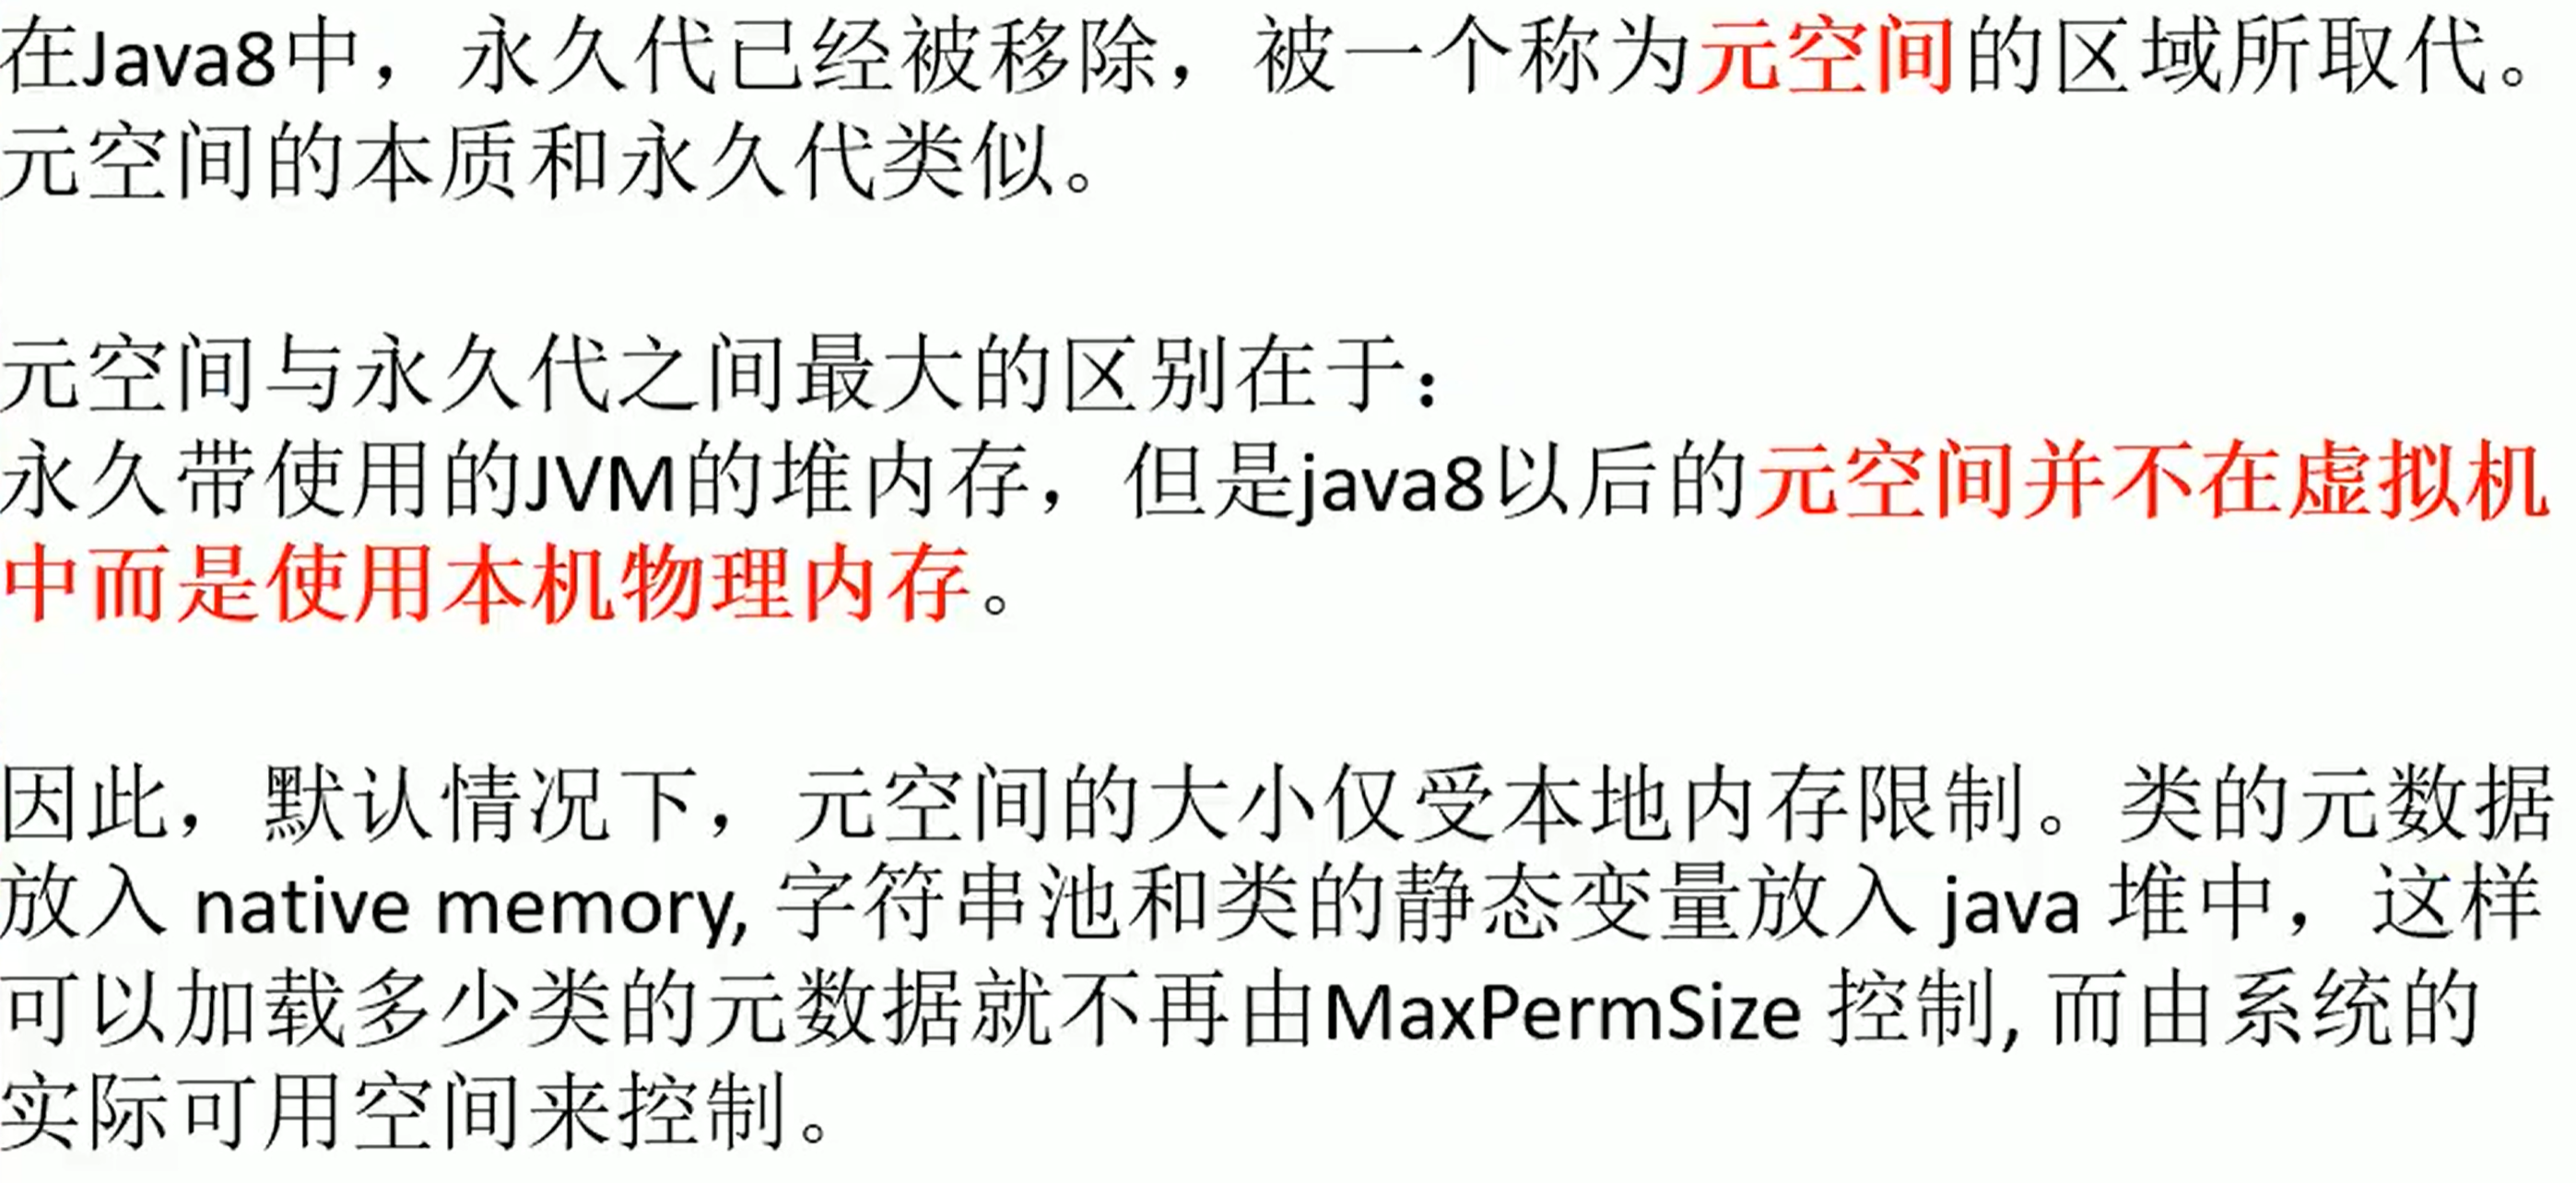 在Java8中，永久代已经被移除，被一个称为元空间的区域所取代。
元空间的本质和永久代类似。
元空间与永久代之间最大的区别在于：
永久带使用的JVM的堆内存，但是java8以后的元空间并不在虚拟机
中而是使用本机物理内存。
因此，默认情况下，元空间的大小仅受本地内存限制。类的元数据
放入 native memory, 字符串池和类的静态变量放入 java 堆中，这样
可以加载多少类的元数据就不再由MaxPermSize 控制, 而由系统的
实际可用空间来控制。